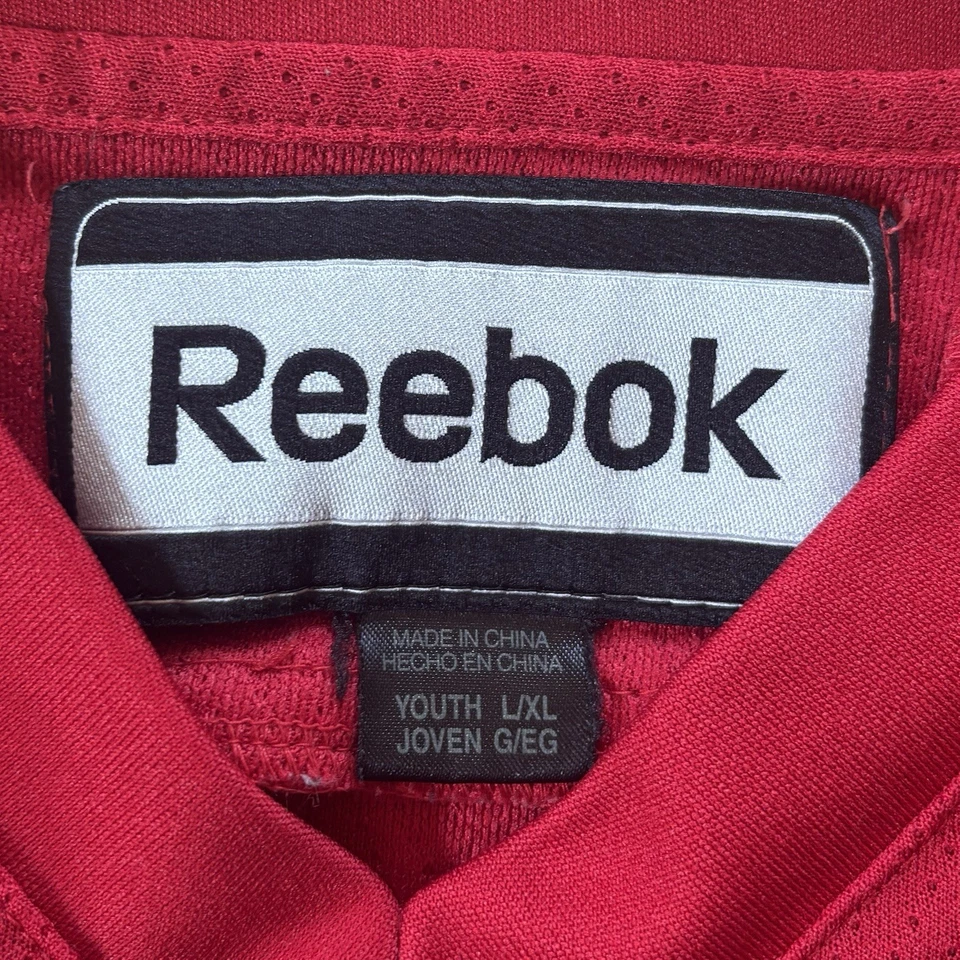 Reebok
MADE IN CHINA
HECHO EN CHINA
YOUTH L/XL
JOVEN G/EG